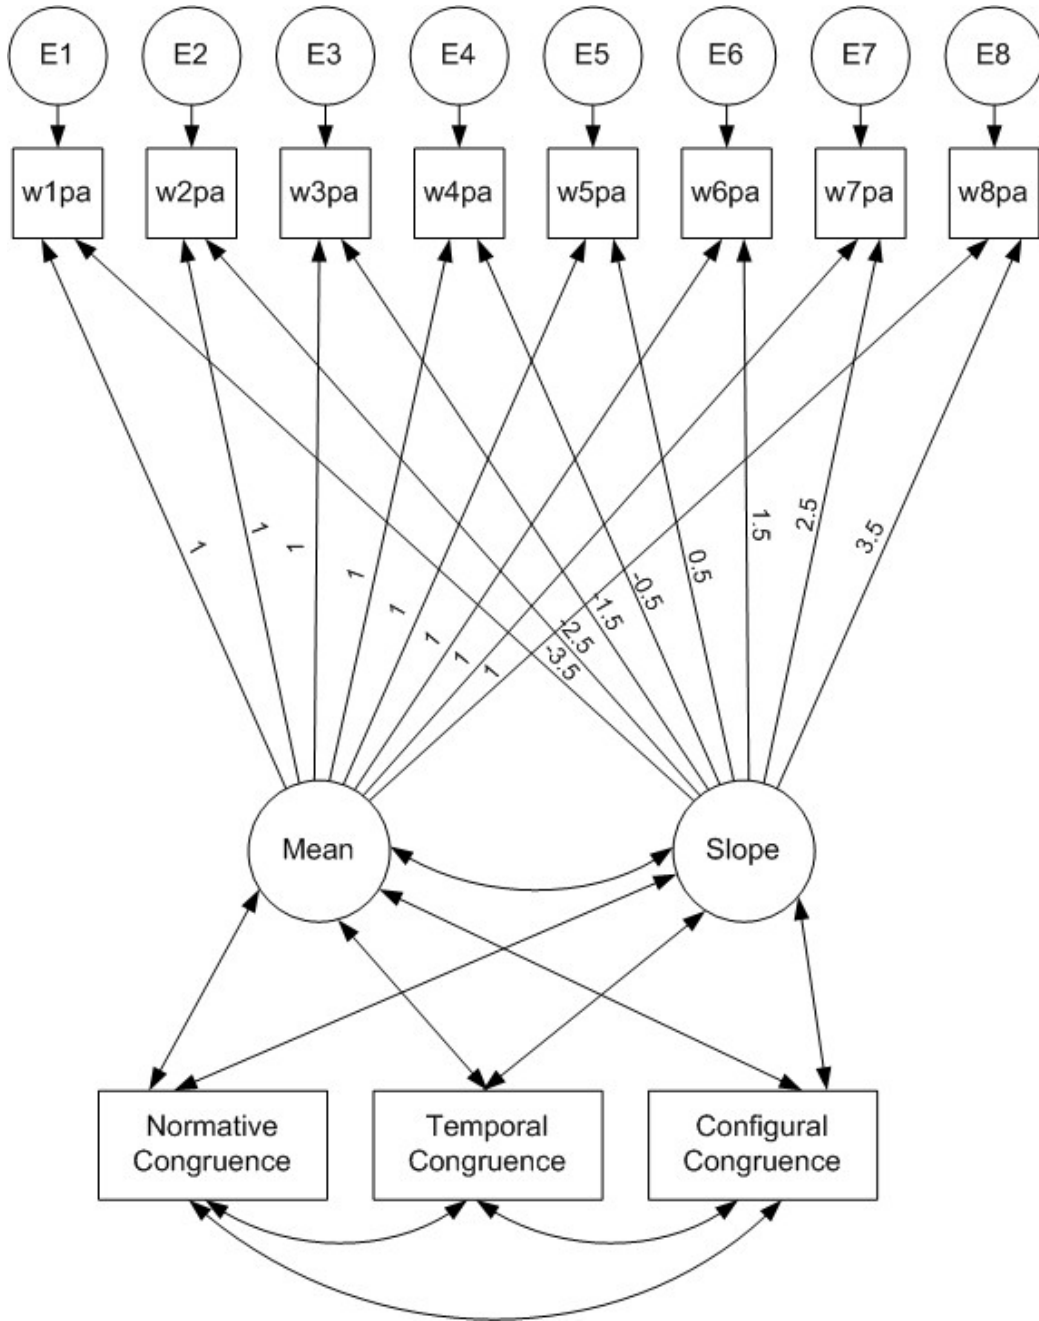 E1 E2 E3 E4 E5 E6 E7 E8
w1pa w2pa w3pa w4pa w5pa w6pa w7pa w8pa
1
1
1
1
1
1
1
1
-3.5
-2.5
-1.5
-0.5
0.5
1.5
2.5
3.5
Mean
Slope
Normative
Congruence
Temporal
Congruence
Configural
Congruence